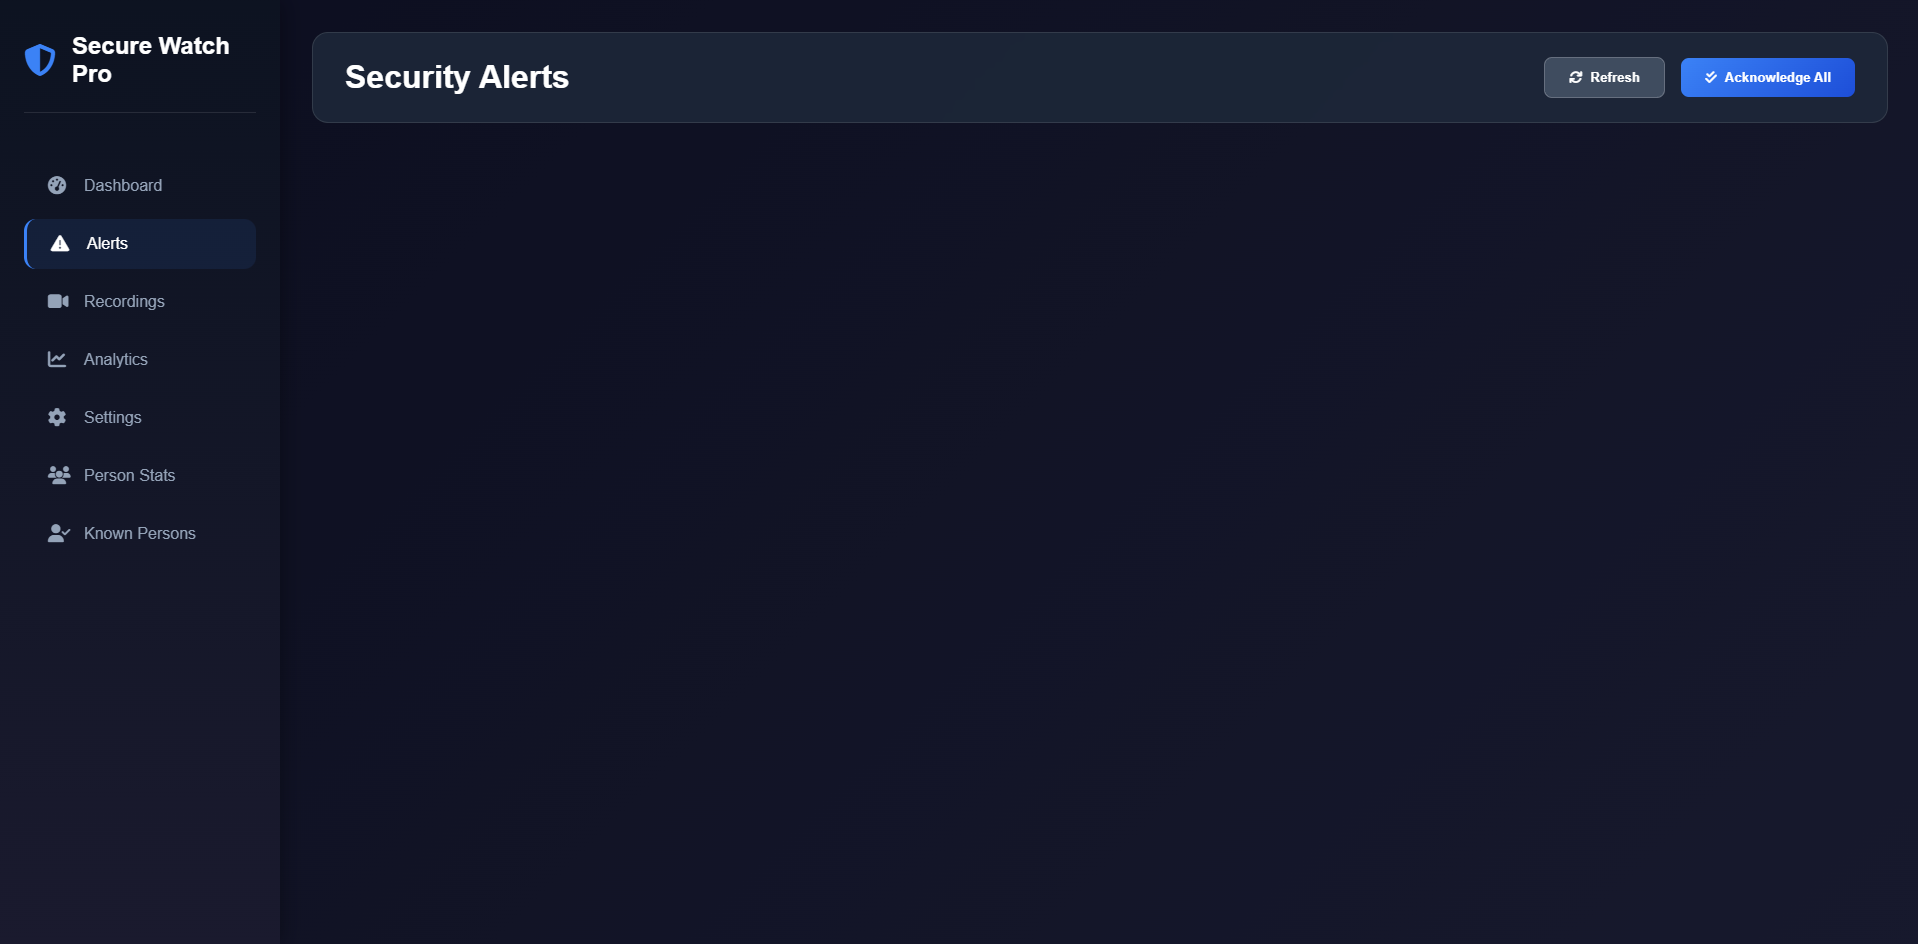 Secure Watch
Pro
Security Alerts
Refresh
Acknowledge All
Dashboard
Alerts
Recordings
Analytics
Settings
Person Stats
Known Persons